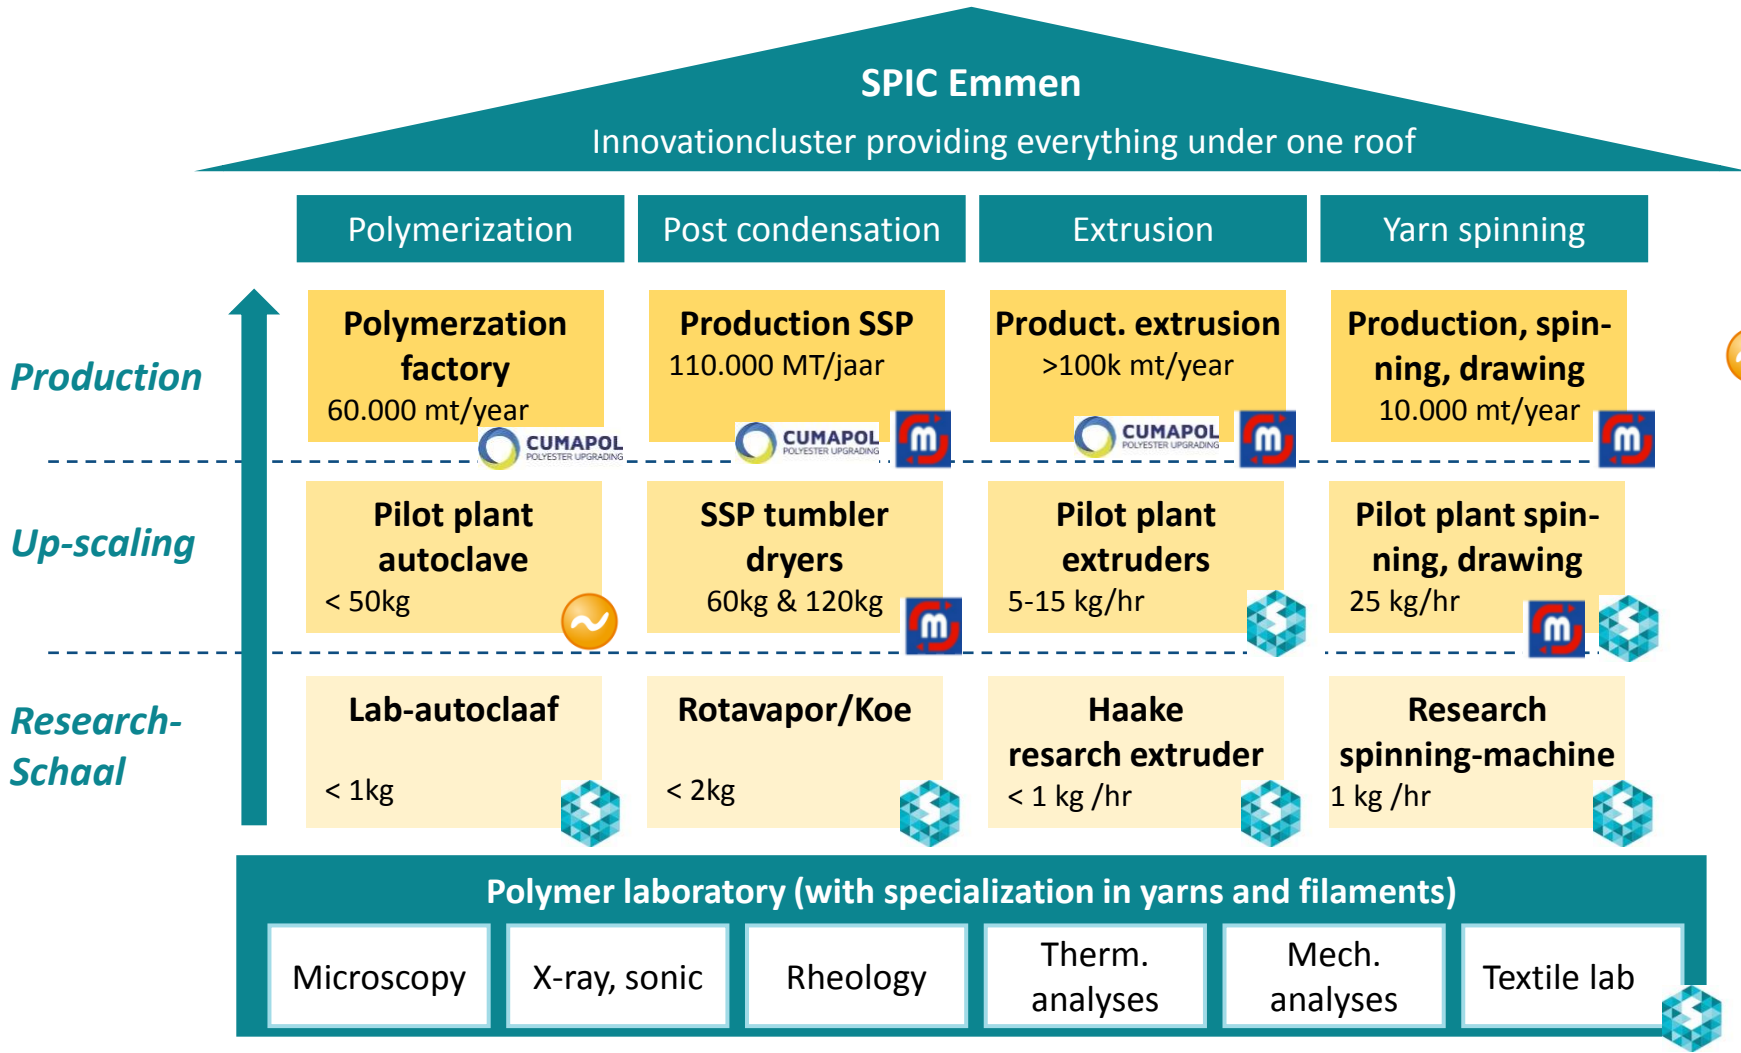 SPIC Emmen
Innovationcluster providing everything under one roof
Polymerization
Post condensation
Extrusion
Yarn spinning
Production
Polymerzation
factory
60.000 mt/year
CUMAPOL
POLYESTER UPGRADING
Production SSP
110.000 MT/jaar
CUMAPOL
POLYESTER UPGRADING
m
Product. extrusion
>100k mt/year
CUMAPOL
POLYESTER UPGRADING
m
Production, spin-
ning, drawing
10.000 mt/year
m
Up-scaling
Pilot plant
autoclave
< 50kg
SSP tumbler
dryers
60kg & 120kg
m
Pilot plant
extruders
5-15 kg/hr
S
Pilot plant spin-
ning, drawing
25 kg/hr
m
S
Research-
Schaal
Lab-autoclaaf
< 1kg
S
Rotavapor/Koe
< 2kg
S
Haake
resarch extruder
< 1 kg /hr
S
Research
spinning-machine
1 kg /hr
S
Polymer laboratory (with specialization in yarns and filaments)
Microscopy
X-ray, sonic
Rheology
Therm.
analyses
Mech.
analyses
Textile lab
S